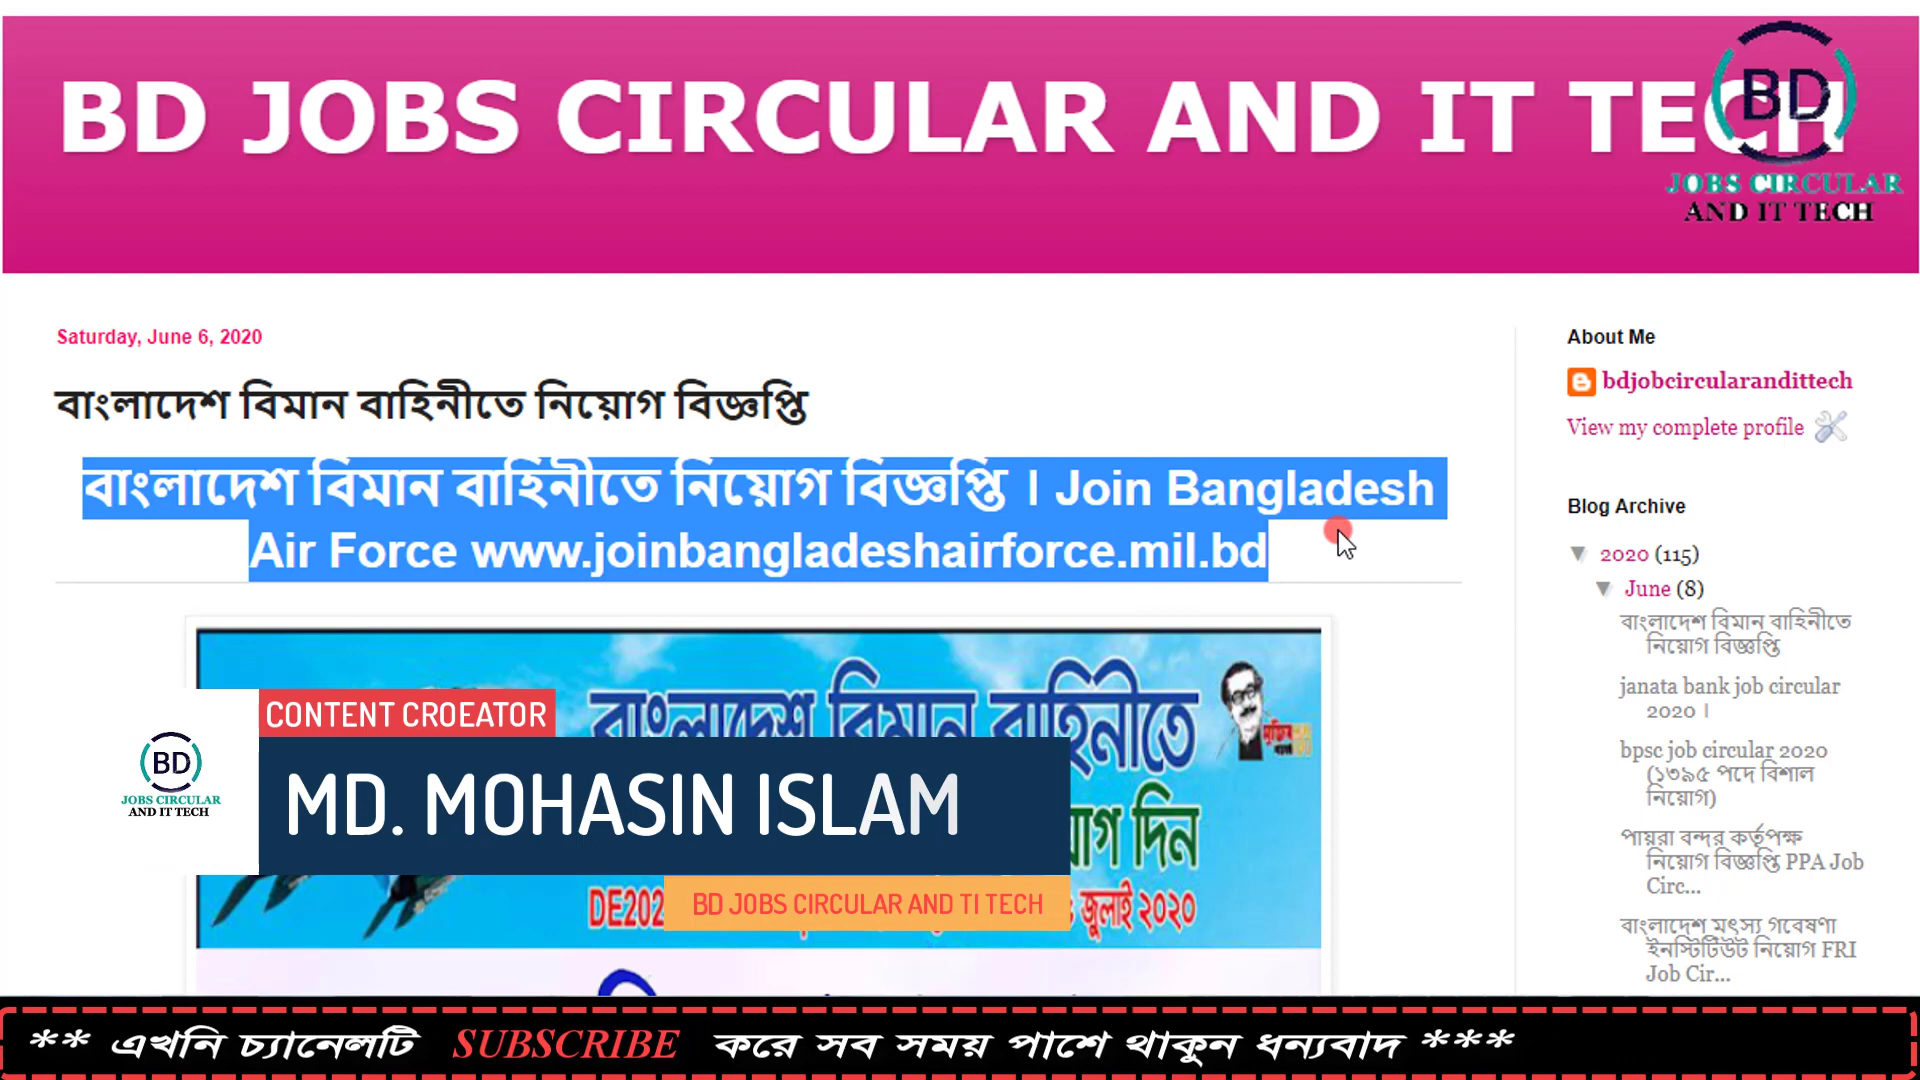 BD JOBS CIRCULAR AND IT TECH
BD
JOBS CIRCULAR
AND IT TECH
Saturday, June 6, 2020
বাংলাদেশ বিমান বাহিনীতে নিয়োগ বিজ্ঞপ্তি
বাংলাদেশ বিমান বাহিনীতে নিয়োগ বিজ্ঞপ্তি । Join Bangladesh
Air Force www.joinbangladeshairforce.mil.bd
বাংলাদেশ বিমান বাহিনীতে
দিন
DE202
জুলাই ২০২০
CONTENT CROEATOR
MD. MOHASIN ISLAM
BD JOBS CIRCULAR AND TI TECH
BD
JOBS CIRCULAR
AND IT TECH
About Me
bdjobcircularandittech
View my complete profile
Blog Archive
▼ 2020 (115)
▼ June (8)
বাংলাদেশ বিমান বাহিনীতে
নিয়োগ বিজ্ঞপ্তি
janata bank job circular
2020 ।
bpsc job circular 2020
(১৩৯৫ পদে বিশাল
নিয়োগ)
পায়রা বন্দর কর্তৃপক্ষ
নিয়োগ বিজ্ঞপ্তি PPA Job
Circ...
বাংলাদেশ মৎস্য গবেষণা
ইনস্টিটিউট নিয়োগ FRI
Job Cir...
** এখনি চ্যানেলটি SUBSCRIBE করে সব সময় পাশে থাকুন ধন্যবাদ ***